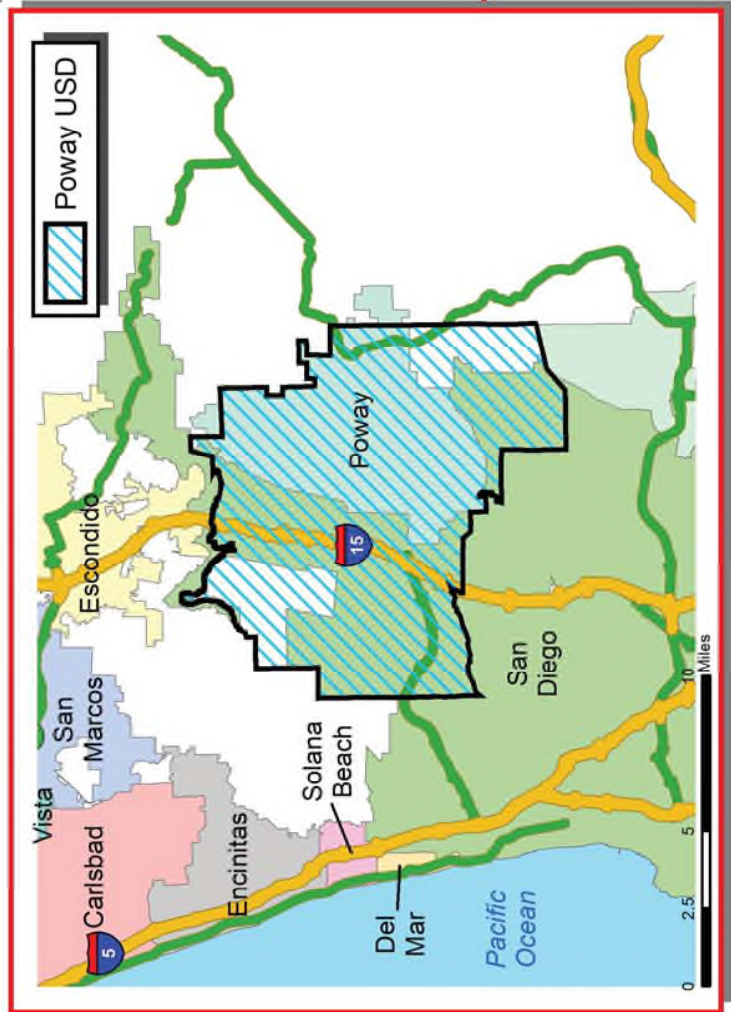 Poway USD
Vista
San
Marcos
Escondido
Carlsbad
5
Encinitas
Solana
Beach
Del
Mar
Poway
15
San
Diego
Pacific
Ocean
0 2.5 5 10
Miles